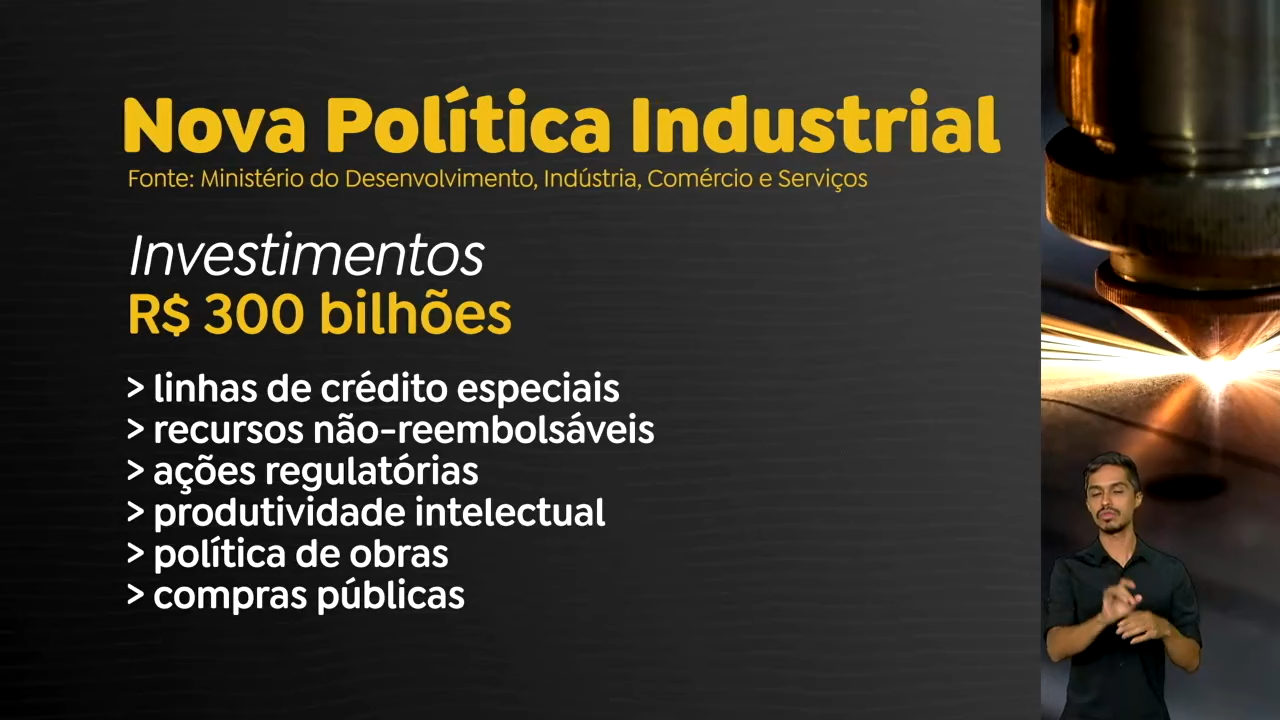 Nova Política Industrial
Fonte: Ministério do Desenvolvimento, Indústria, Comércio e Serviços
Investimentos
R$ 300 bilhões
> linhas de crédito especiais
> recursos não-reembolsáveis
> ações regulatórias
> produtividade intelectual
> política de obras
> compras públicas